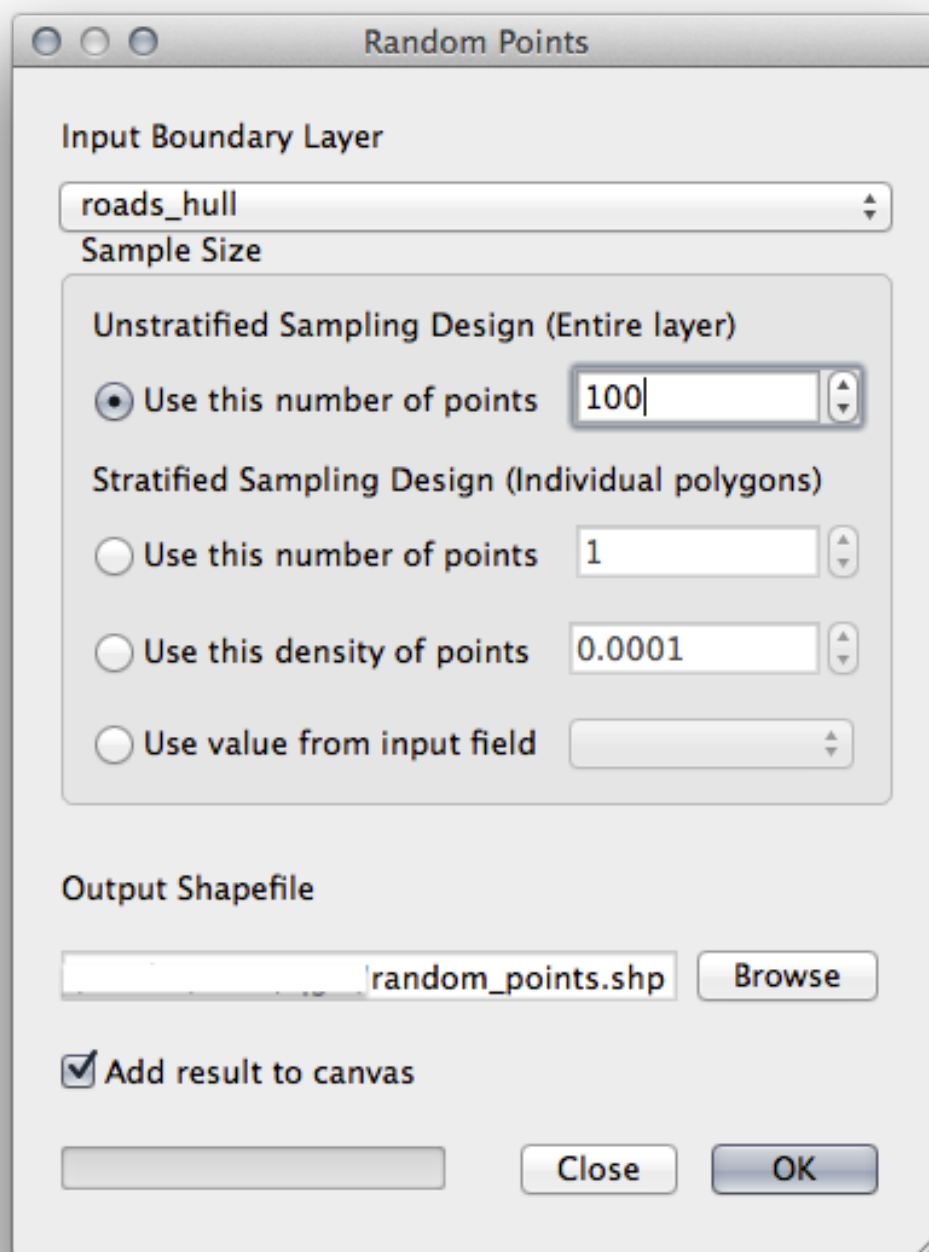 Random Points
Input Boundary Layer
roads_hull
Sample Size
Unstratified Sampling Design (Entire layer)
Use this number of points 100
Stratified Sampling Design (Individual polygons)
Use this number of points 1
Use this density of points 0.0001
Use value from input field
Output Shapefile
/random_points.shp Browse
Add result to canvas
Close OK